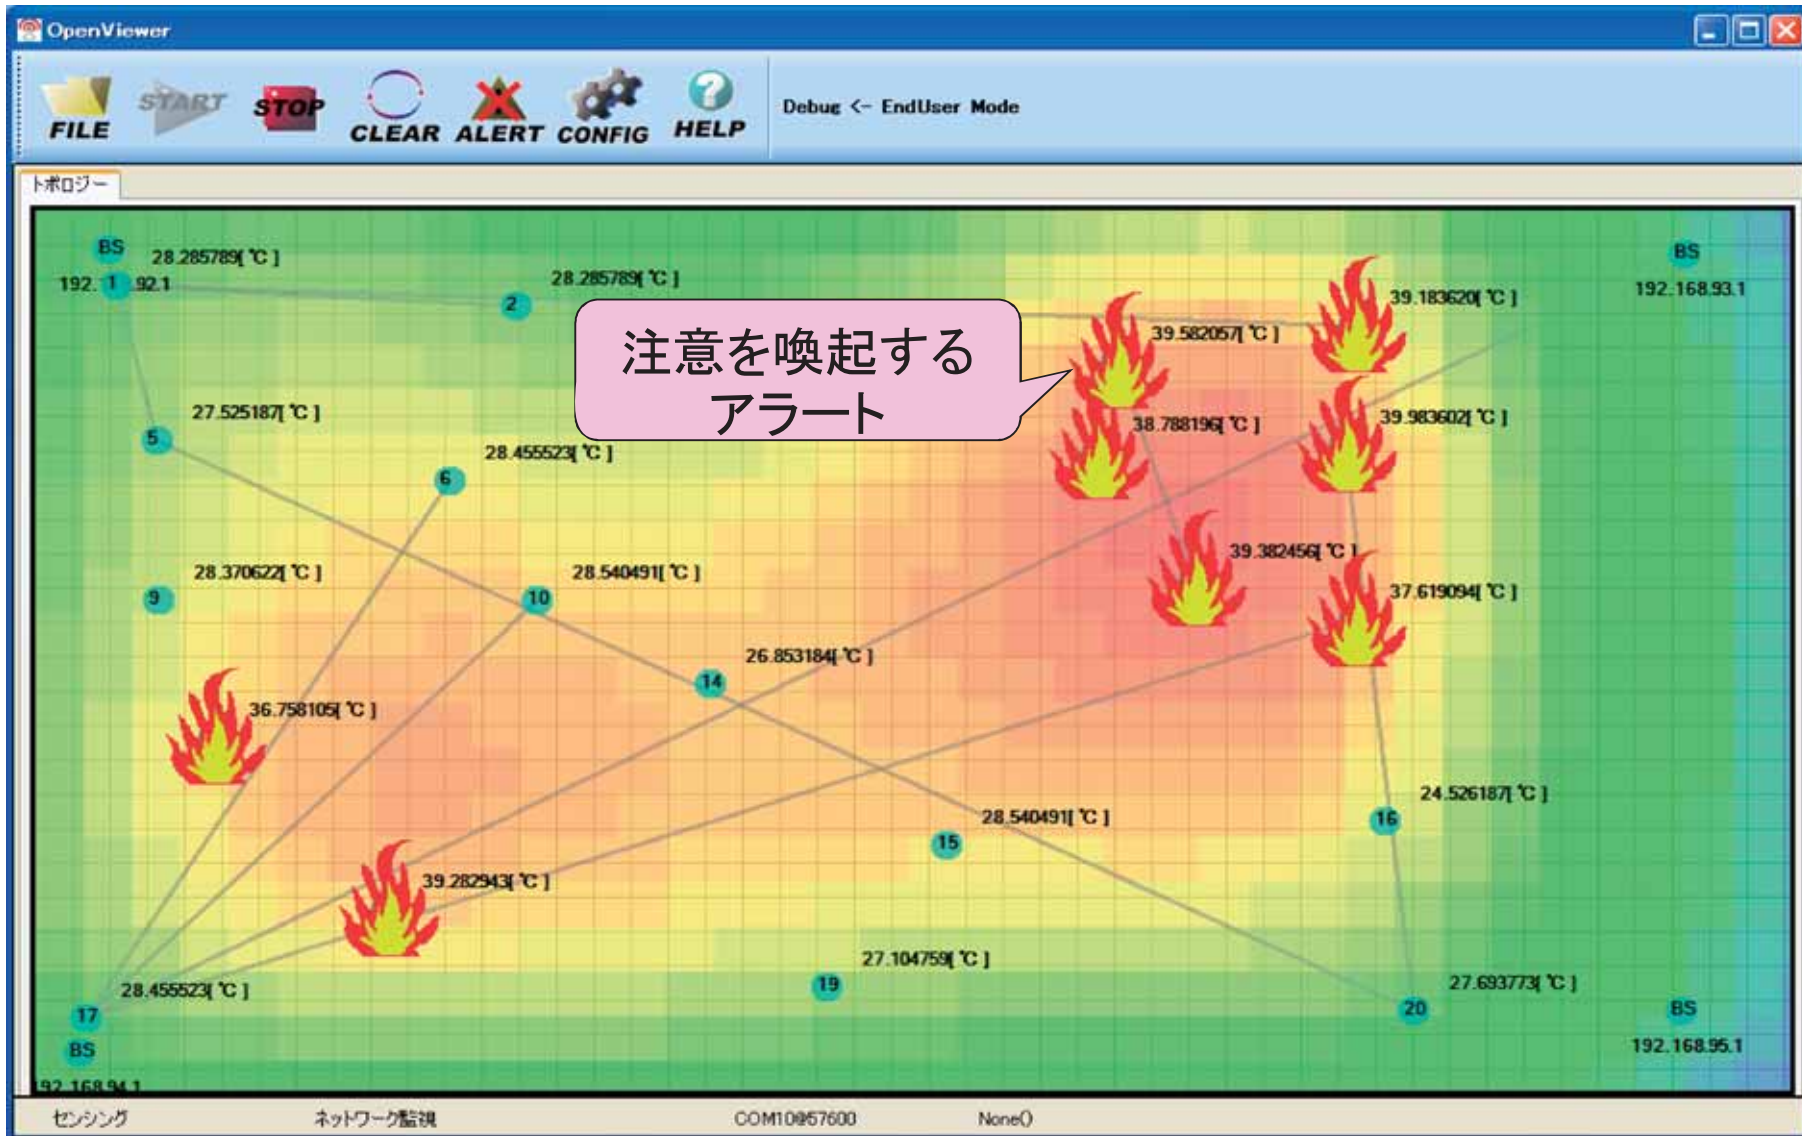 OpenViewer
FILE
START
STOP
CLEAR
ALERT
CONFIG
HELP
Debug <- EndUser Mode
トポロジー
BS
28.285789[ ℃ ]
192.
1
.92.1
2
28.285789[ ℃ ]
注意を喚起する
アラート
39.582057[ ℃ ]
39.183620[ ℃ ]
BS
192.168.93.1
5
27.525187[ ℃ ]
6
28.455523[ ℃ ]
38.788196[ ℃ ]
39.983602[ ℃ ]
9
28.370622[ ℃ ]
10
28.540491[ ℃ ]
39.382456[ ℃ ]
37.619094[ ℃ ]
14
26.853184[ ℃ ]
36.758105[ ℃ ]
15
28.540491[ ℃ ]
16
24.526187[ ℃ ]
39.282943[ ℃ ]
17
28.455523[ ℃ ]
19
27.104759[ ℃ ]
20
27.693773[ ℃ ]
BS
192.168.94.1
BS
192.168.95.1
センシング
ネットワーク監視
COM10@57600
None()